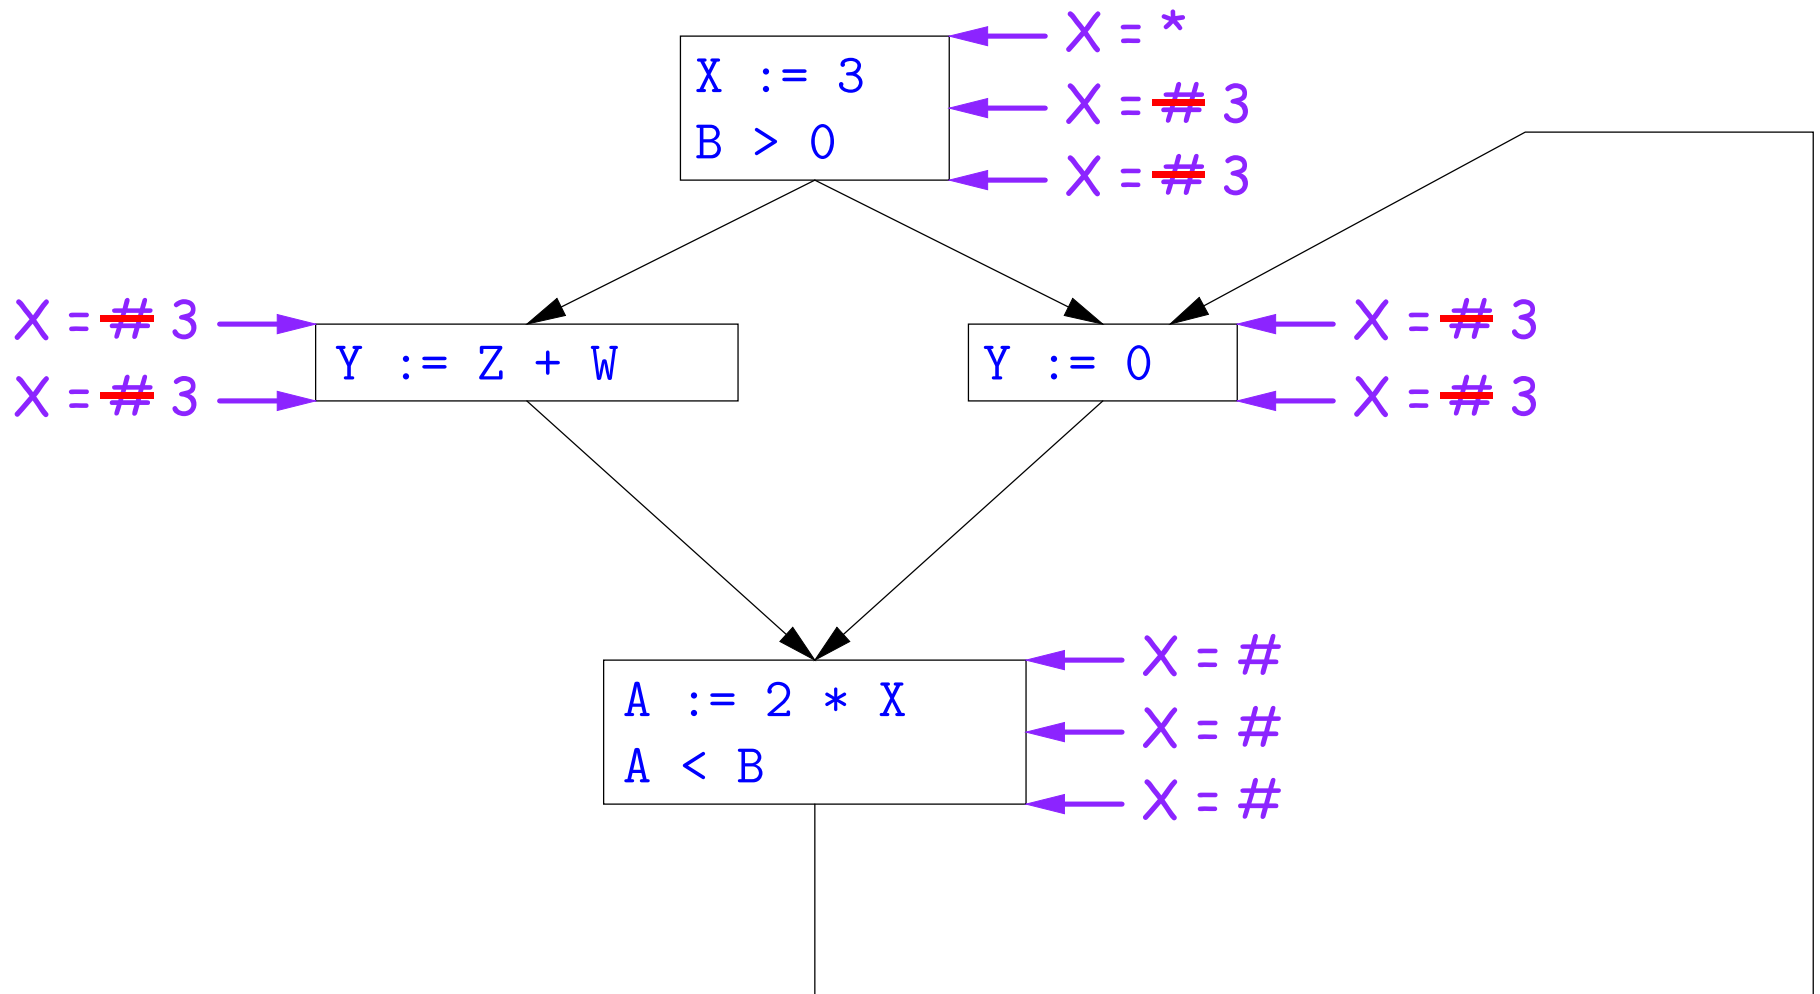 X = *
X := 3
X = # 3
B > 0
X = # 3
X = # 3
Y := Z + W
X = # 3
X = # 3
Y := 0
X = # 3
X = #
A := 2 * X
X = #
A < B
X = #